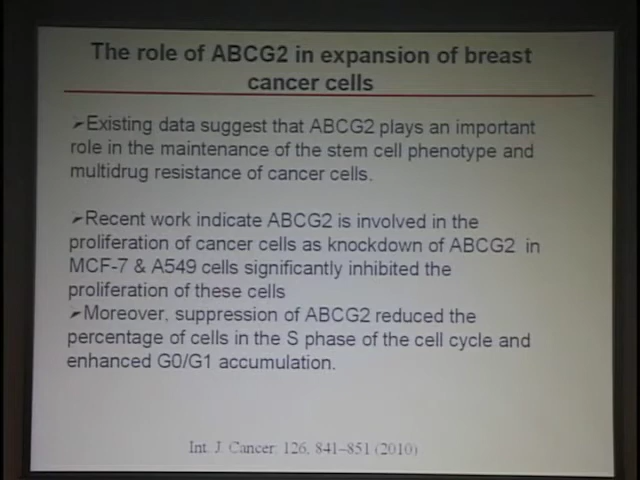 The role of ABCG2 in expansion of breast
cancer cells
➢Existing data suggest that ABCG2 plays an important
role in the maintenance of the stem cell phenotype and
multidrug resistance of cancer cells.
➢Recent work indicate ABCG2 is involved in the
proliferation of cancer cells as knockdown of ABCG2 in
MCF-7 & A549 cells significantly inhibited the
proliferation of these cells
➢Moreover, suppression of ABCG2 reduced the
percentage of cells in the S phase of the cell cycle and
enhanced G0/G1 accumulation.
Int. J. Cancer: 126, 841–851 (2010)